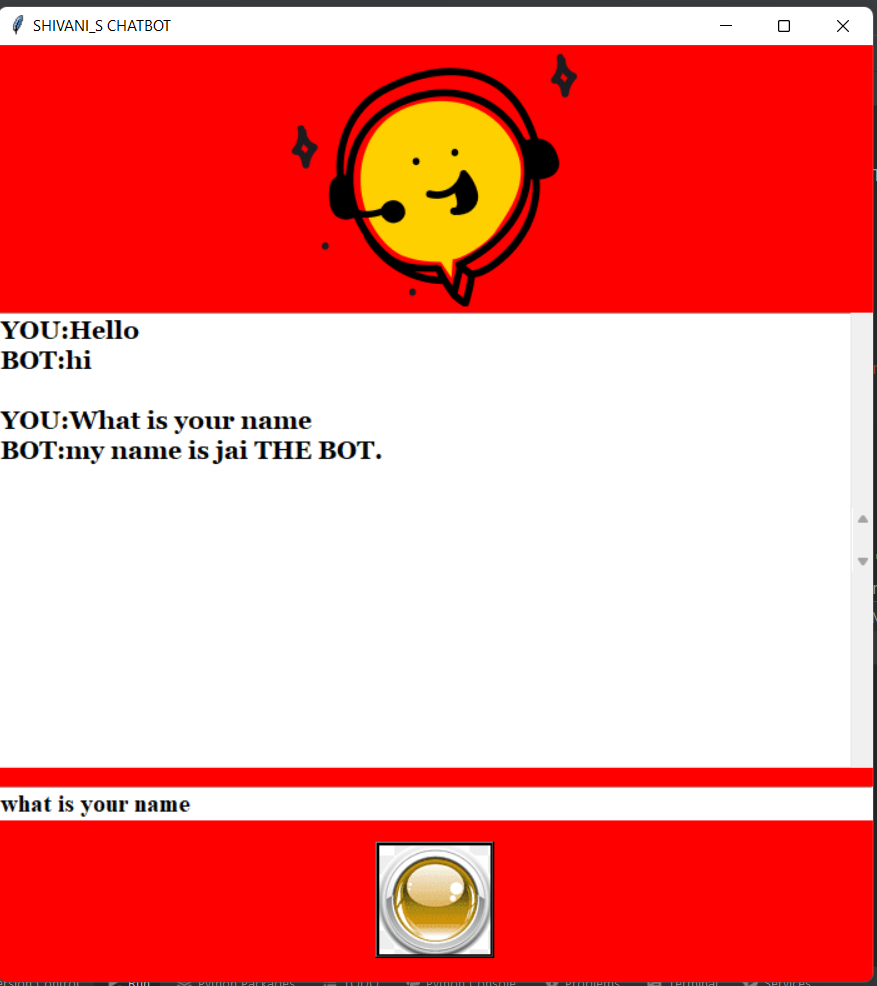 SHIVANI_S CHATBOT
YOU:Hello
BOT:hi
YOU:What is your name
BOT:my name is jai THE BOT.
what is your name